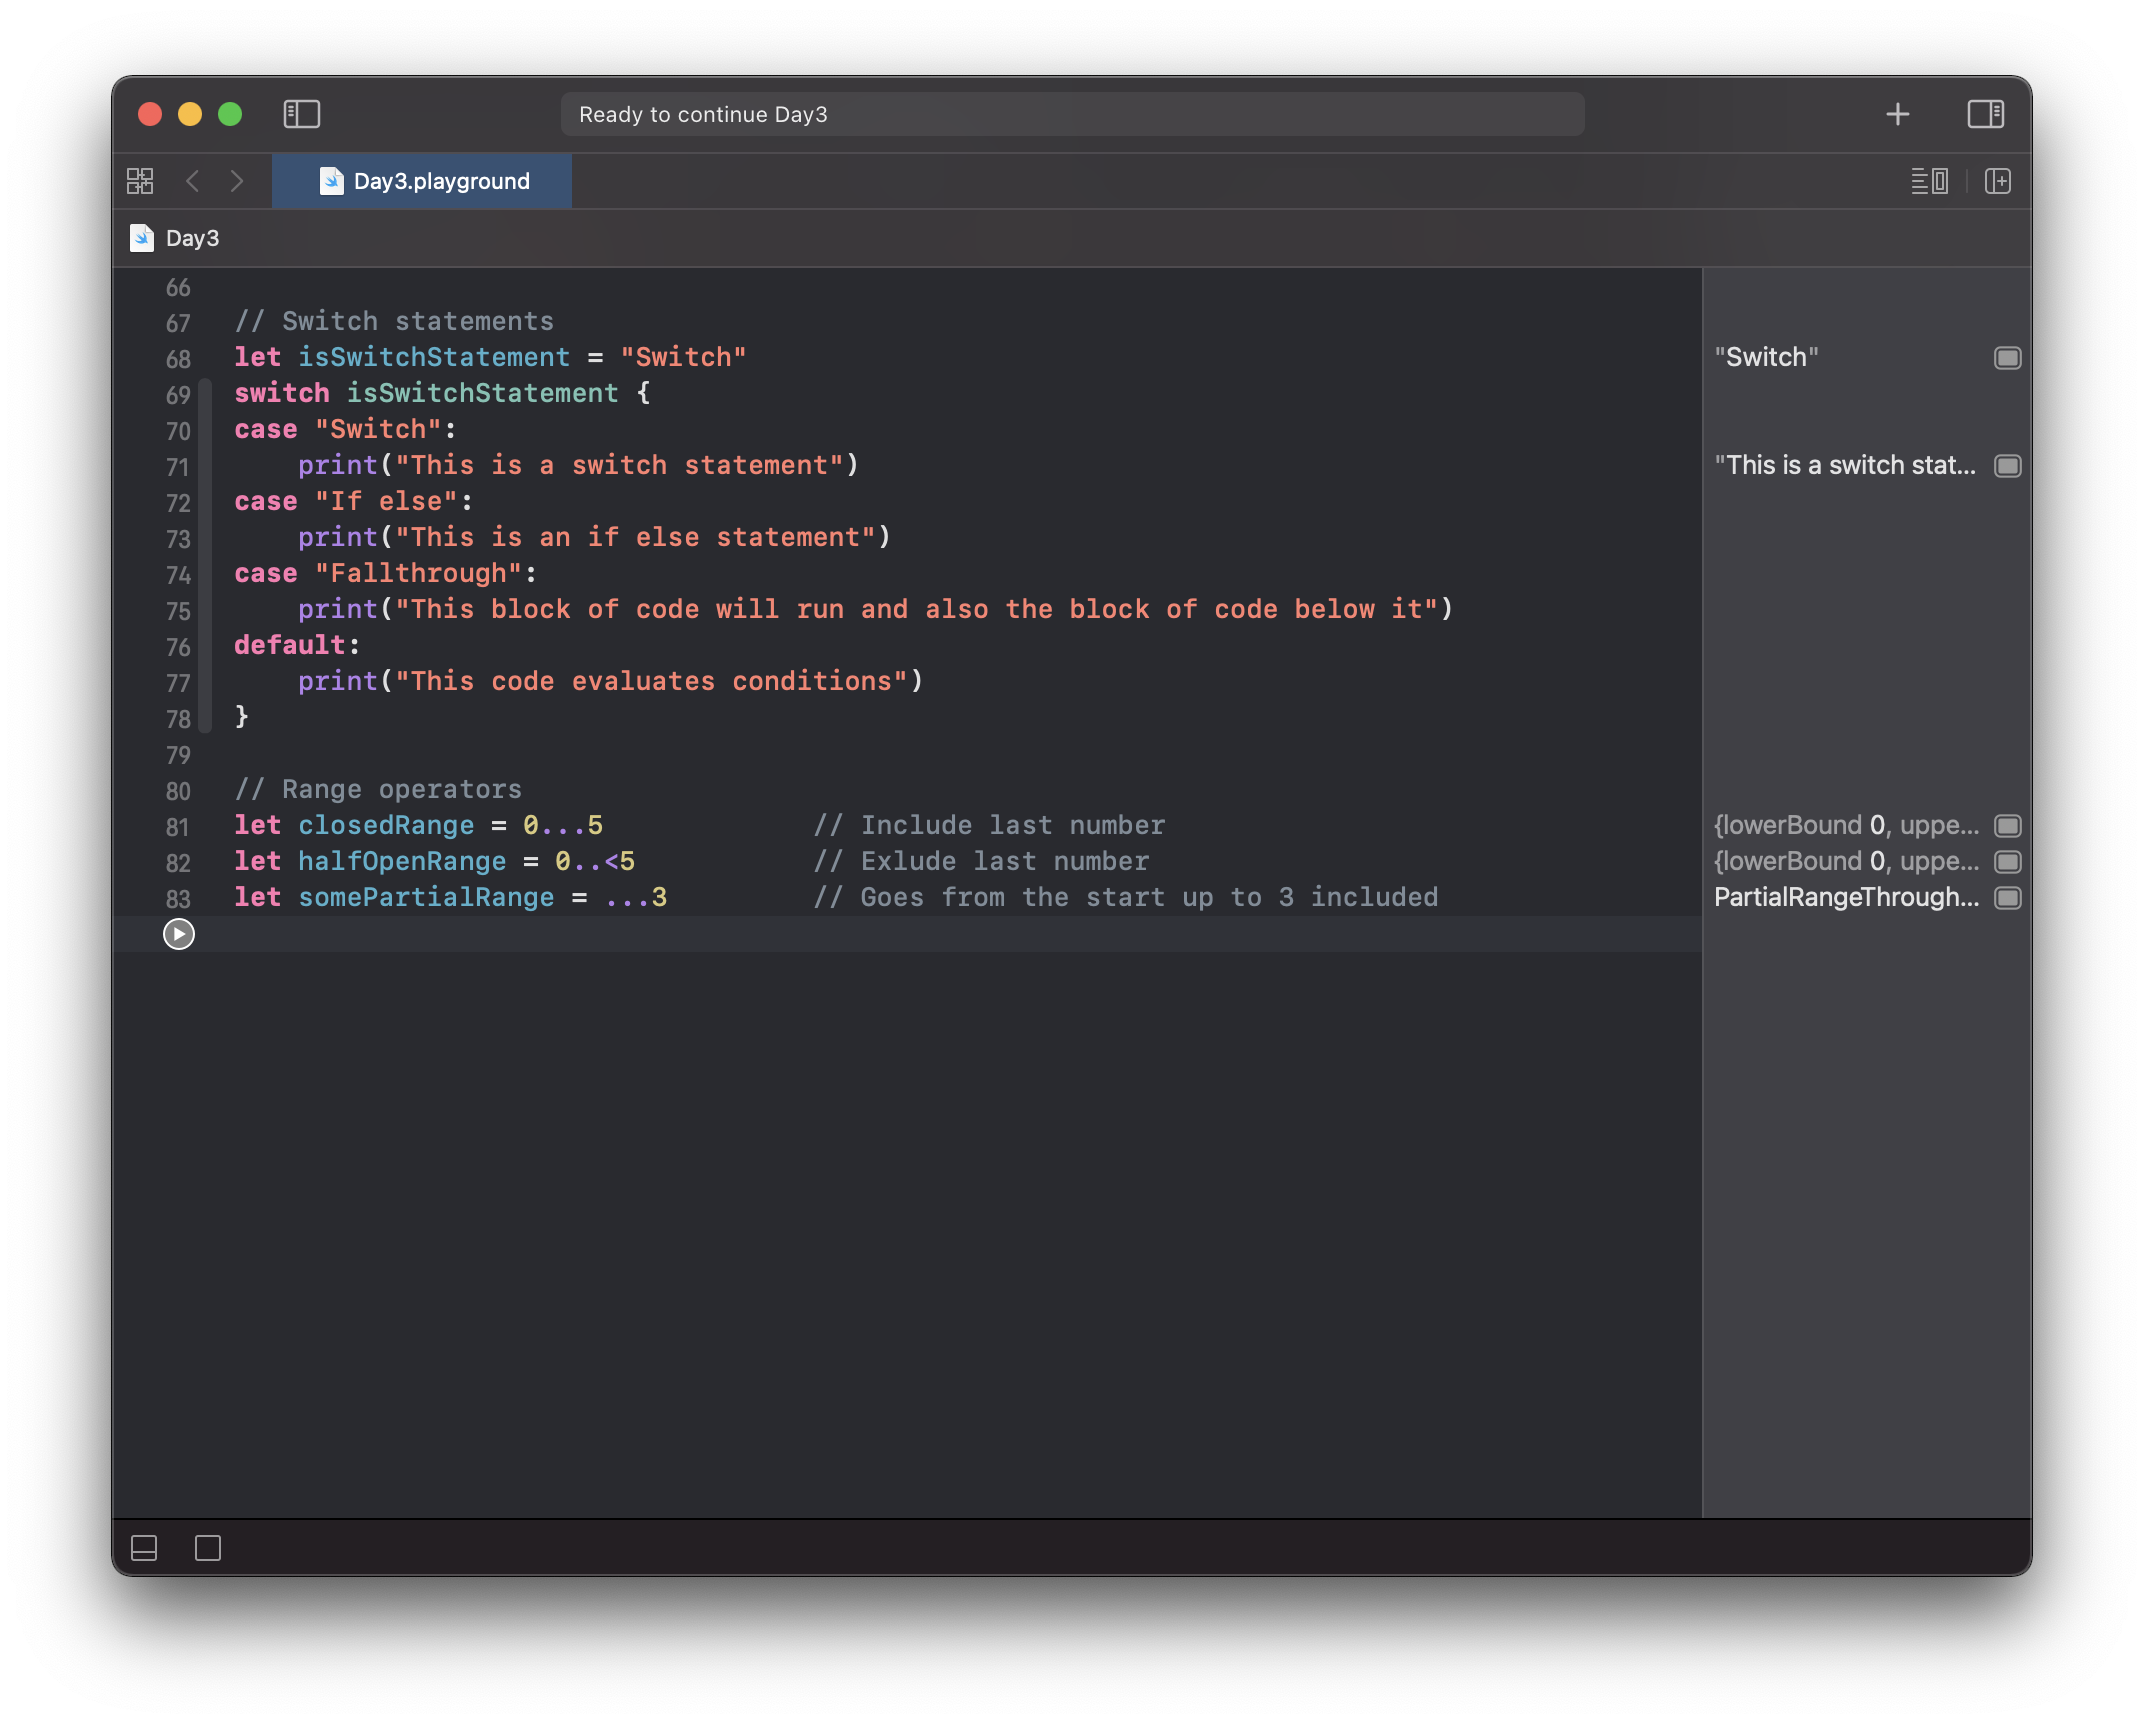 Ready to continue Day3
Day3.playground
Day3
66
67 // Switch statements
68 let isSwitchStatement = "Switch" "Switch"
69 switch isSwitchStatement {
70 case "Switch":
71 print("This is a switch statement") "This is a switch stat...
72 case "If else":
73 print("This is an if else statement")
74 case "Fallthrough":
75 print("This block of code will run and also the block of code below it")
76 default:
77 print("This code evaluates conditions")
78 }
79
80 // Range operators
81 let closedRange = 0...5 // Include last number {lowerBound 0, uppe...
82 let halfOpenRange = 0..<5 // Exlude last number {lowerBound 0, uppe...
83 let somePartialRange = ...3 // Goes from the start up to 3 included PartialRangeThrough...